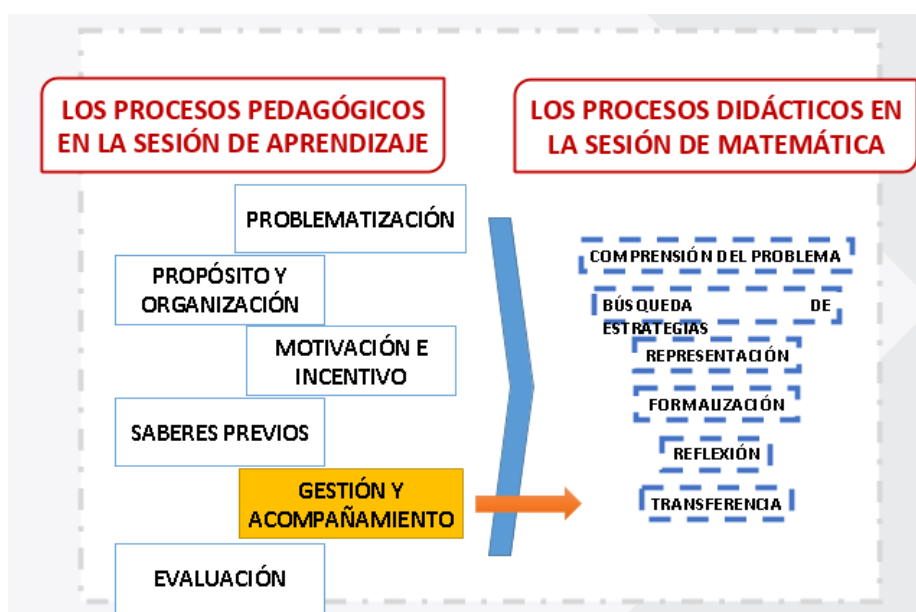 LOS PROCESOS PEDAGÓGICOS
EN LA SESIÓN DE APRENDIZAJE
PROBLEMATIZACIÓN
PROPÓSITO Y
ORGANIZACIÓN
MOTIVACIÓN E
INCENTIVO
SABERES PREVIOS
GESTIÓN Y
ACOMPAÑAMIENTO
EVALUACIÓN
LOS PROCESOS DIDÁCTICOS EN
LA SESIÓN DE MATEMÁTICA
COMPRENSIÓN DEL PROBLEMA
BÚSQUEDA DE
ESTRATEGIAS
REPRESENTACIÓN
FORMALIZACIÓN
REFLEXIÓN
TRANSFERENCIA